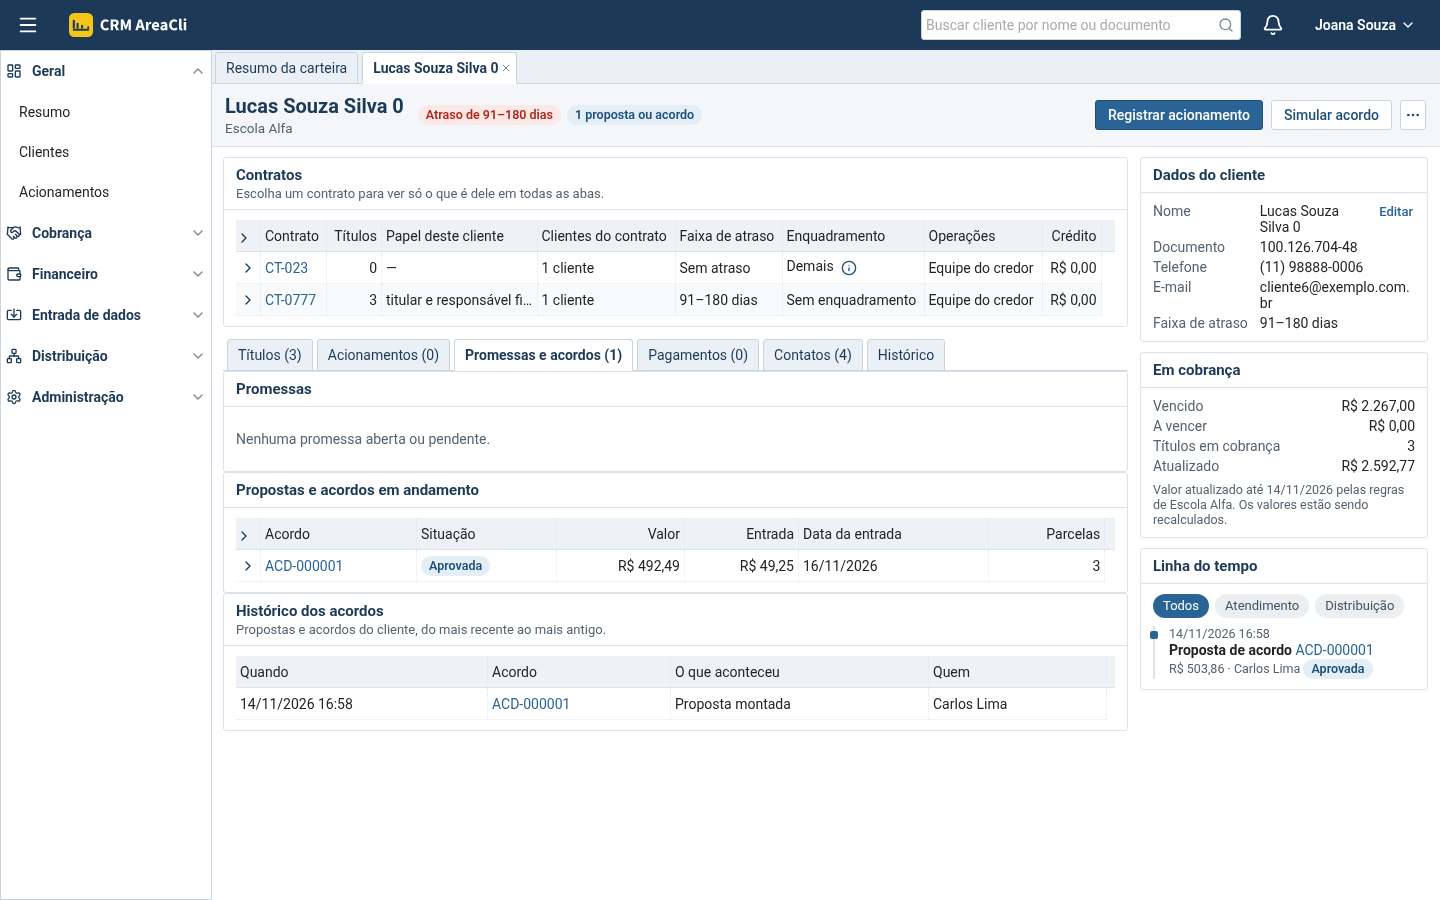 CRM AreaCli
Buscar cliente por nome ou documento
Joana Souza
Geral
Resumo
Clientes
Acionamentos
Cobrança
Financeiro
Entrada de dados
Distribuição
Administração
Resumo da carteira
Lucas Souza Silva 0 ×
Lucas Souza Silva 0
Escola Alfa
Atraso de 91–180 dias
1 proposta ou acordo
Registrar acionamento
Simular acordo
Contratos
Escolha um contrato para ver só o que é dele em todas as abas.
Contrato Títulos Papel deste cliente Clientes do contrato Faixa de atraso Enquadramento Operações Crédito
CT-023 0 — 1 cliente Sem atraso Demais Equipe do credor R$ 0,00
CT-0777 3 titular e responsável fi... 1 cliente 91–180 dias Sem enquadramento Equipe do credor R$ 0,00
Títulos (3) Acionamentos (0) Promessas e acordos (1) Pagamentos (0) Contatos (4) Histórico
Promessas
Nenhuma promessa aberta ou pendente.
Propostas e acordos em andamento
Acordo Situação Valor Entrada Data da entrada Parcelas
ACD-000001 Aprovada R$ 492,49 R$ 49,25 16/11/2026 3
Histórico dos acordos
Propostas e acordos do cliente, do mais recente ao mais antigo.
Quando Acordo O que aconteceu Quem
14/11/2026 16:58 ACD-000001 Proposta montada Carlos Lima
Dados do cliente
Nome Lucas Souza Silva 0 Editar
Documento 100.126.704-48
Telefone (11) 98888-0006
E-mail cliente6@exemplo.com.
br
Faixa de atraso 91–180 dias
Em cobrança
Vencido R$ 2.267,00
A vencer R$ 0,00
Títulos em cobrança 3
Atualizado R$ 2.592,77
Valor atualizado até 14/11/2026 pelas regras
de Escola Alfa. Os valores estão sendo
recalculados.
Linha do tempo
Todos Atendimento Distribuição
14/11/2026 16:58
Proposta de acordo ACD-000001
R$ 503,86 · Carlos Lima Aprovada